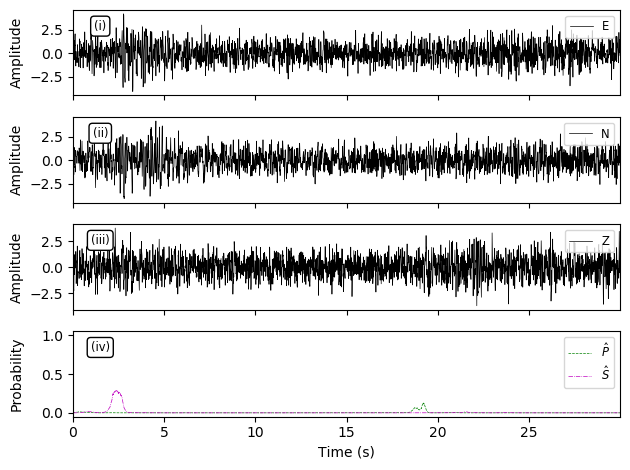 (i)
E
Amplitude
2.5
0.0
−2.5
(ii)
N
Amplitude
2.5
0.0
−2.5
(iii)
Z
Amplitude
2.5
0.0
−2.5
(iv)
P̂
Ŝ
Probability
1.0
0.5
0.0
0 5 10 15 20 25
Time (s)